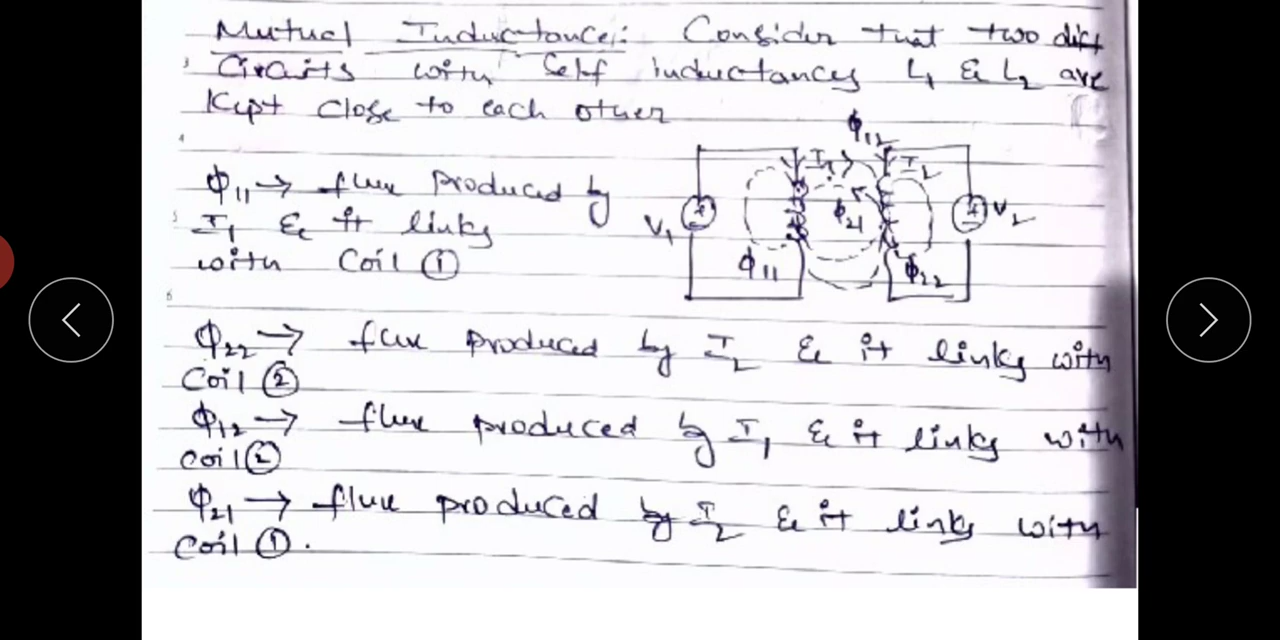 Mutual Inductance: Consider that two diff
Circuits with Self inductances L₁ & L₂ are
Kept close to each other
ϕ₁₂
I₁ I₂
ϕ₁₁ → flux produced by
I₁ & it links
with Coil ①
V₁ ϕ₂₁ V₂
ϕ₁₁ ϕ₂₂
ϕ₂₂ → flux produced by I₂ & it links with
Coil ②
ϕ₁₂ → flux produced by I₁ & it links with
coil ②
ϕ₂₁ → flux produced by I₂ & it links with
Coil ①.